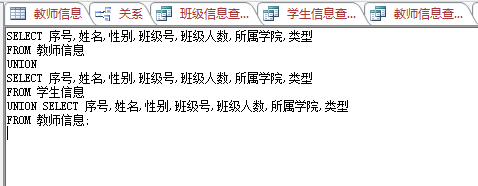 教师信息 关系 班级信息查... 学生信息查... 教师信息查...
SELECT 序号,姓名,性别,班级号,班级人数,所属学院,类型
FROM 教师信息
UNION
SELECT 序号,姓名,性别,班级号,班级人数,所属学院,类型
FROM 学生信息
UNION SELECT 序号,姓名,性别,班级号,班级人数,所属学院,类型
FROM 教师信息;